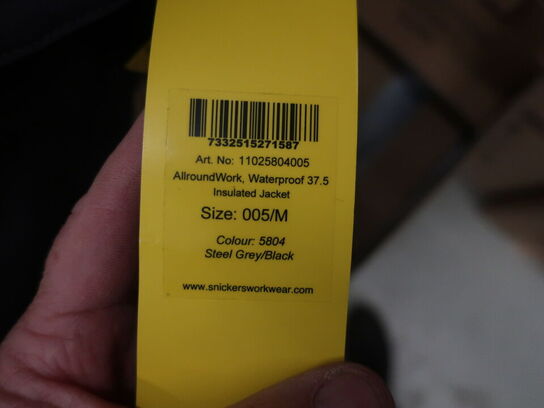 7332515271587
Art. No: 11025804005
AllroundWork, Waterproof 37.5
Insulated Jacket
Size: 005/M
Colour: 5804
Steel Grey/Black
www.snickersworkwear.com